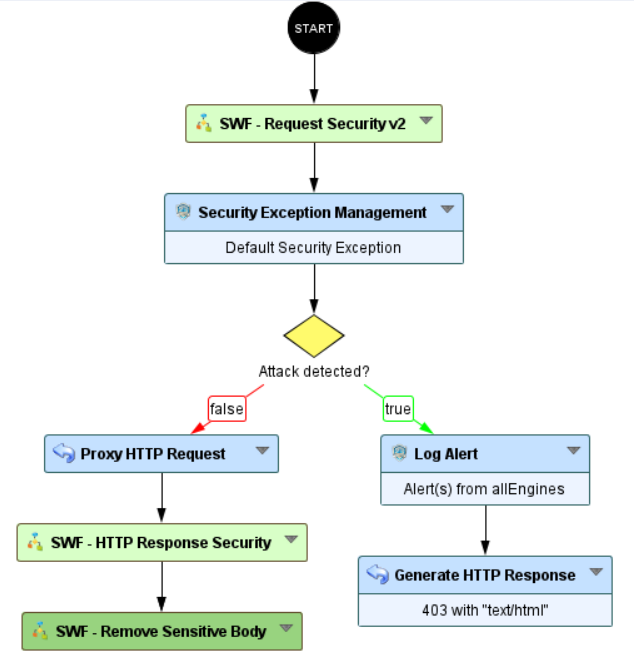 START
SWF - Request Security v2
Security Exception Management
Default Security Exception
Attack detected?
false
true
Proxy HTTP Request
Log Alert
Alert(s) from allEngines
SWF - HTTP Response Security
Generate HTTP Response
403 with "text/html"
SWF - Remove Sensitive Body